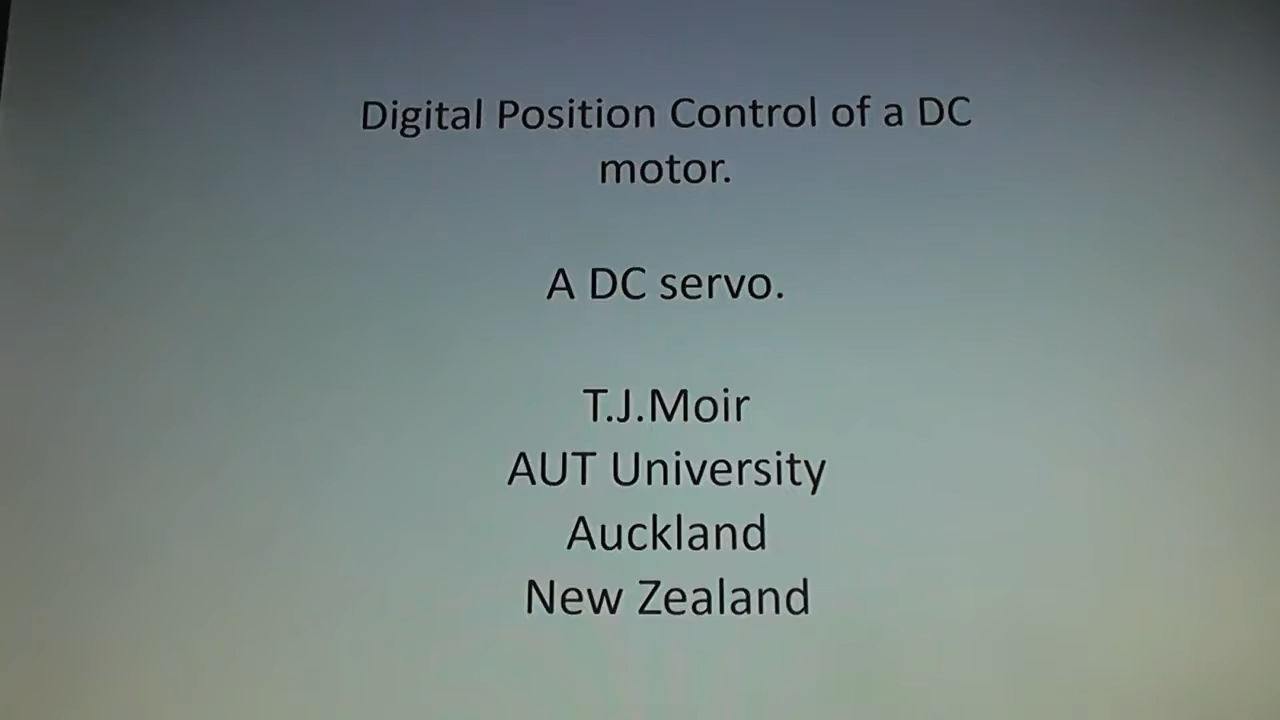 Digital Position Control of a DC
motor.
A DC servo.
T.J.Moir
AUT University
Auckland
New Zealand